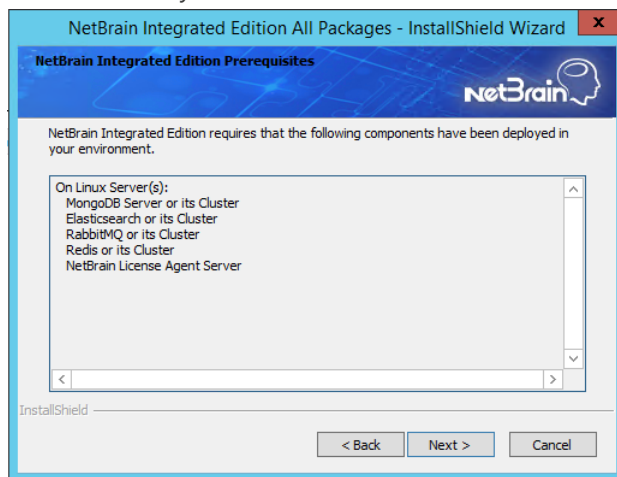 NetBrain Integrated Edition All Packages - InstallShield Wizard
x
NetBrain Integrated Edition Prerequisites
NetBrain
NetBrain Integrated Edition requires that the following components have been deployed in
your environment.
On Linux Server(s):
MongoDB Server or its Cluster
Elasticsearch or its Cluster
RabbitMQ or its Cluster
Redis or its Cluster
NetBrain License Agent Server
InstallShield
< Back Next > Cancel